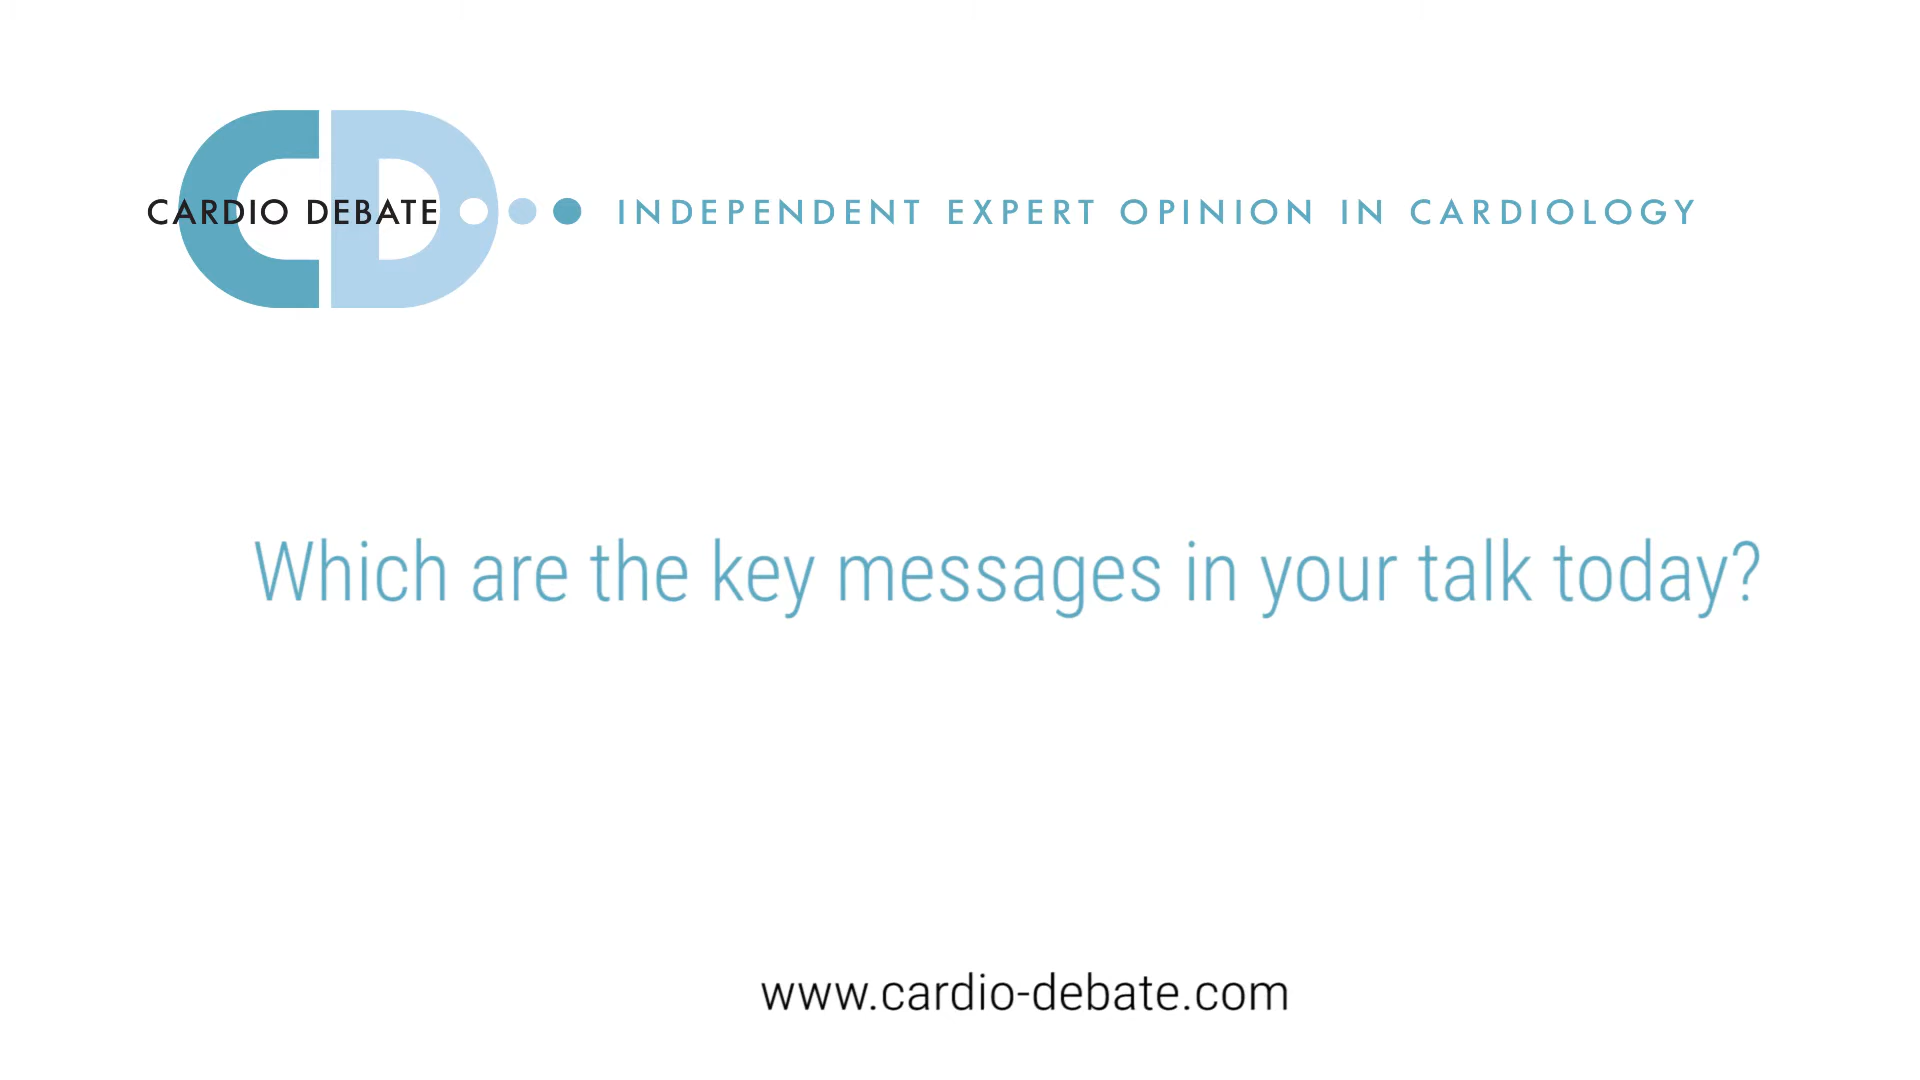 CARDIO DEBATE
INDEPENDENT EXPERT OPINION IN CARDIOLOGY
Which are the key messages in your talk today?
www.cardio-debate.com